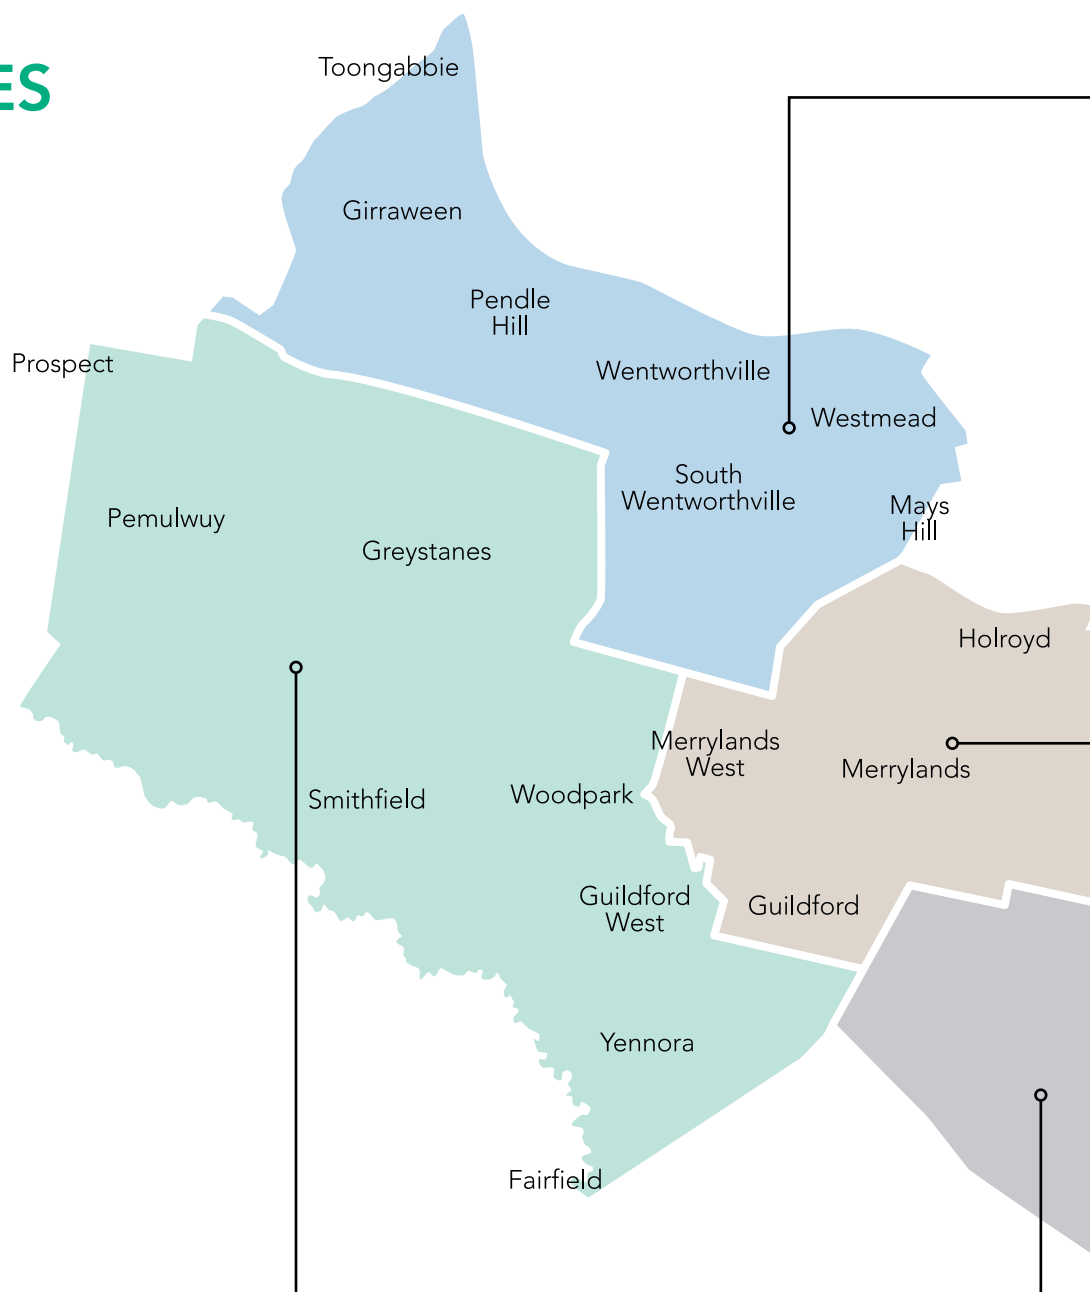 ES
Toongabbie
Girraween
Pendle
Hill
Prospect
Wentworthville
Westmead
South
Wentworthville
Mays
Hill
Pemulwuy
Greystanes
Holroyd
Merrylands
West
Merrylands
Smithfield
Woodpark
Guildford
West
Guildford
Yennora
Fairfield